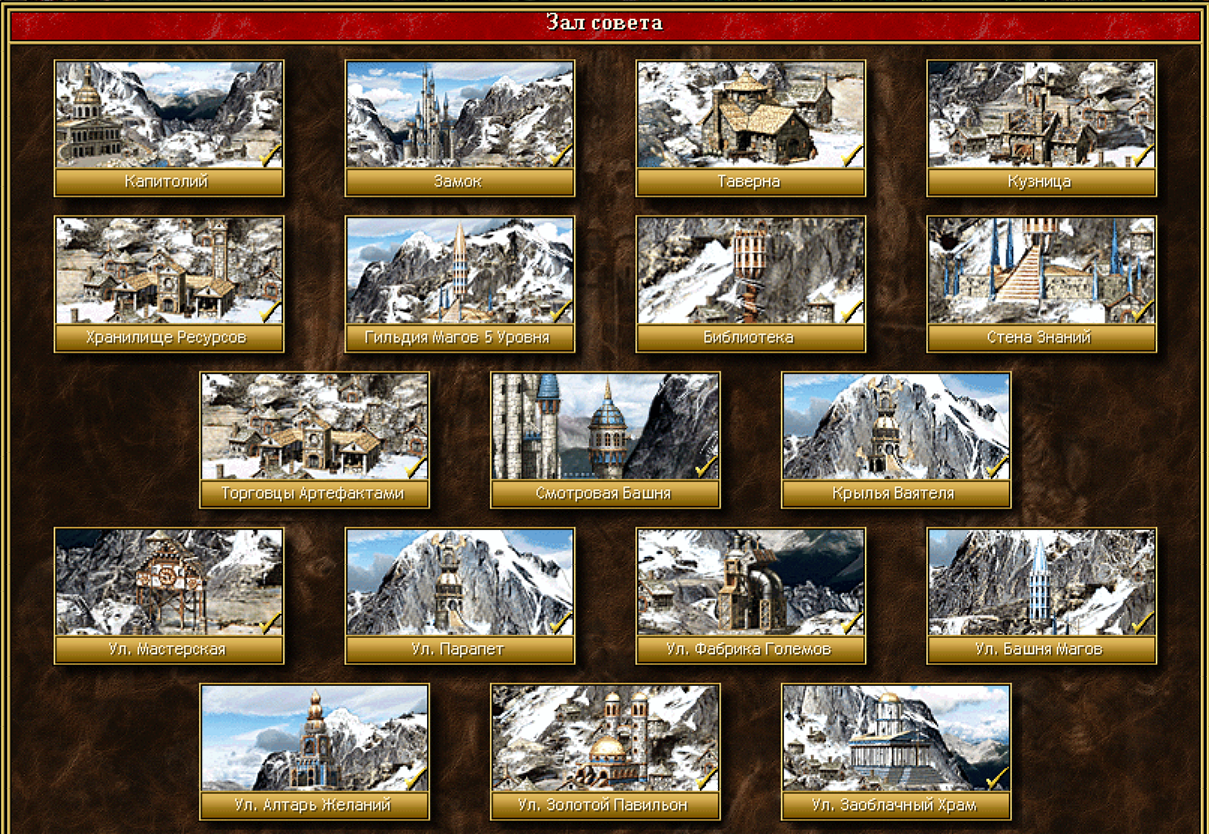 Зал совета
Капитолий
Замок
Таверна
Кузница
Хранилище Ресурсов
Гильдия Магов 5 Уровня
Библиотека
Стена Знаний
Торговцы Артефактами
Смотровая Башня
Крылья Ваятеля
Ул. Мастерская
Ул. Парапет
Ул. Фабрика Големов
Ул. Башня Магов
Ул. Алтарь Желаний
Ул. Золотой Павильон
Ул. Заоблачный Храм